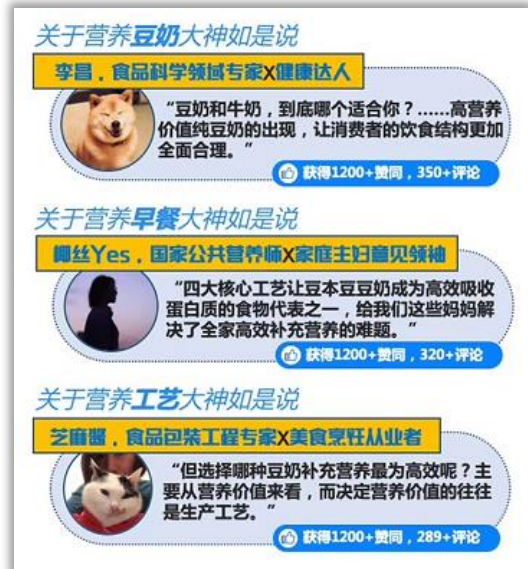 关于营养豆奶大神如是说
李昌，食品科学领域专家X健康达人
“豆奶和牛奶，到底哪个适合你？……高营养
价值纯豆奶的出现，让消费者的饮食结构更加
全面合理。”
获得1200+赞同，350+评论
关于营养早餐大神如是说
椰丝Yes，国家公共营养师X家庭主妇意见领袖
“四大核心工艺让豆本豆豆奶成为高效吸收
蛋白质的食物代表之一，给我们这些妈妈解
决了全家高效补充营养的难题。”
获得1200+赞同，320+评论
关于营养工艺大神如是说
芝麻酱，食品包装工程专家X美食烹饪从业者
“但选择哪种豆奶补充营养最为高效呢？主
要从营养价值来看，而决定营养价值的往往
是生产工艺。”
获得1200+赞同，289+评论